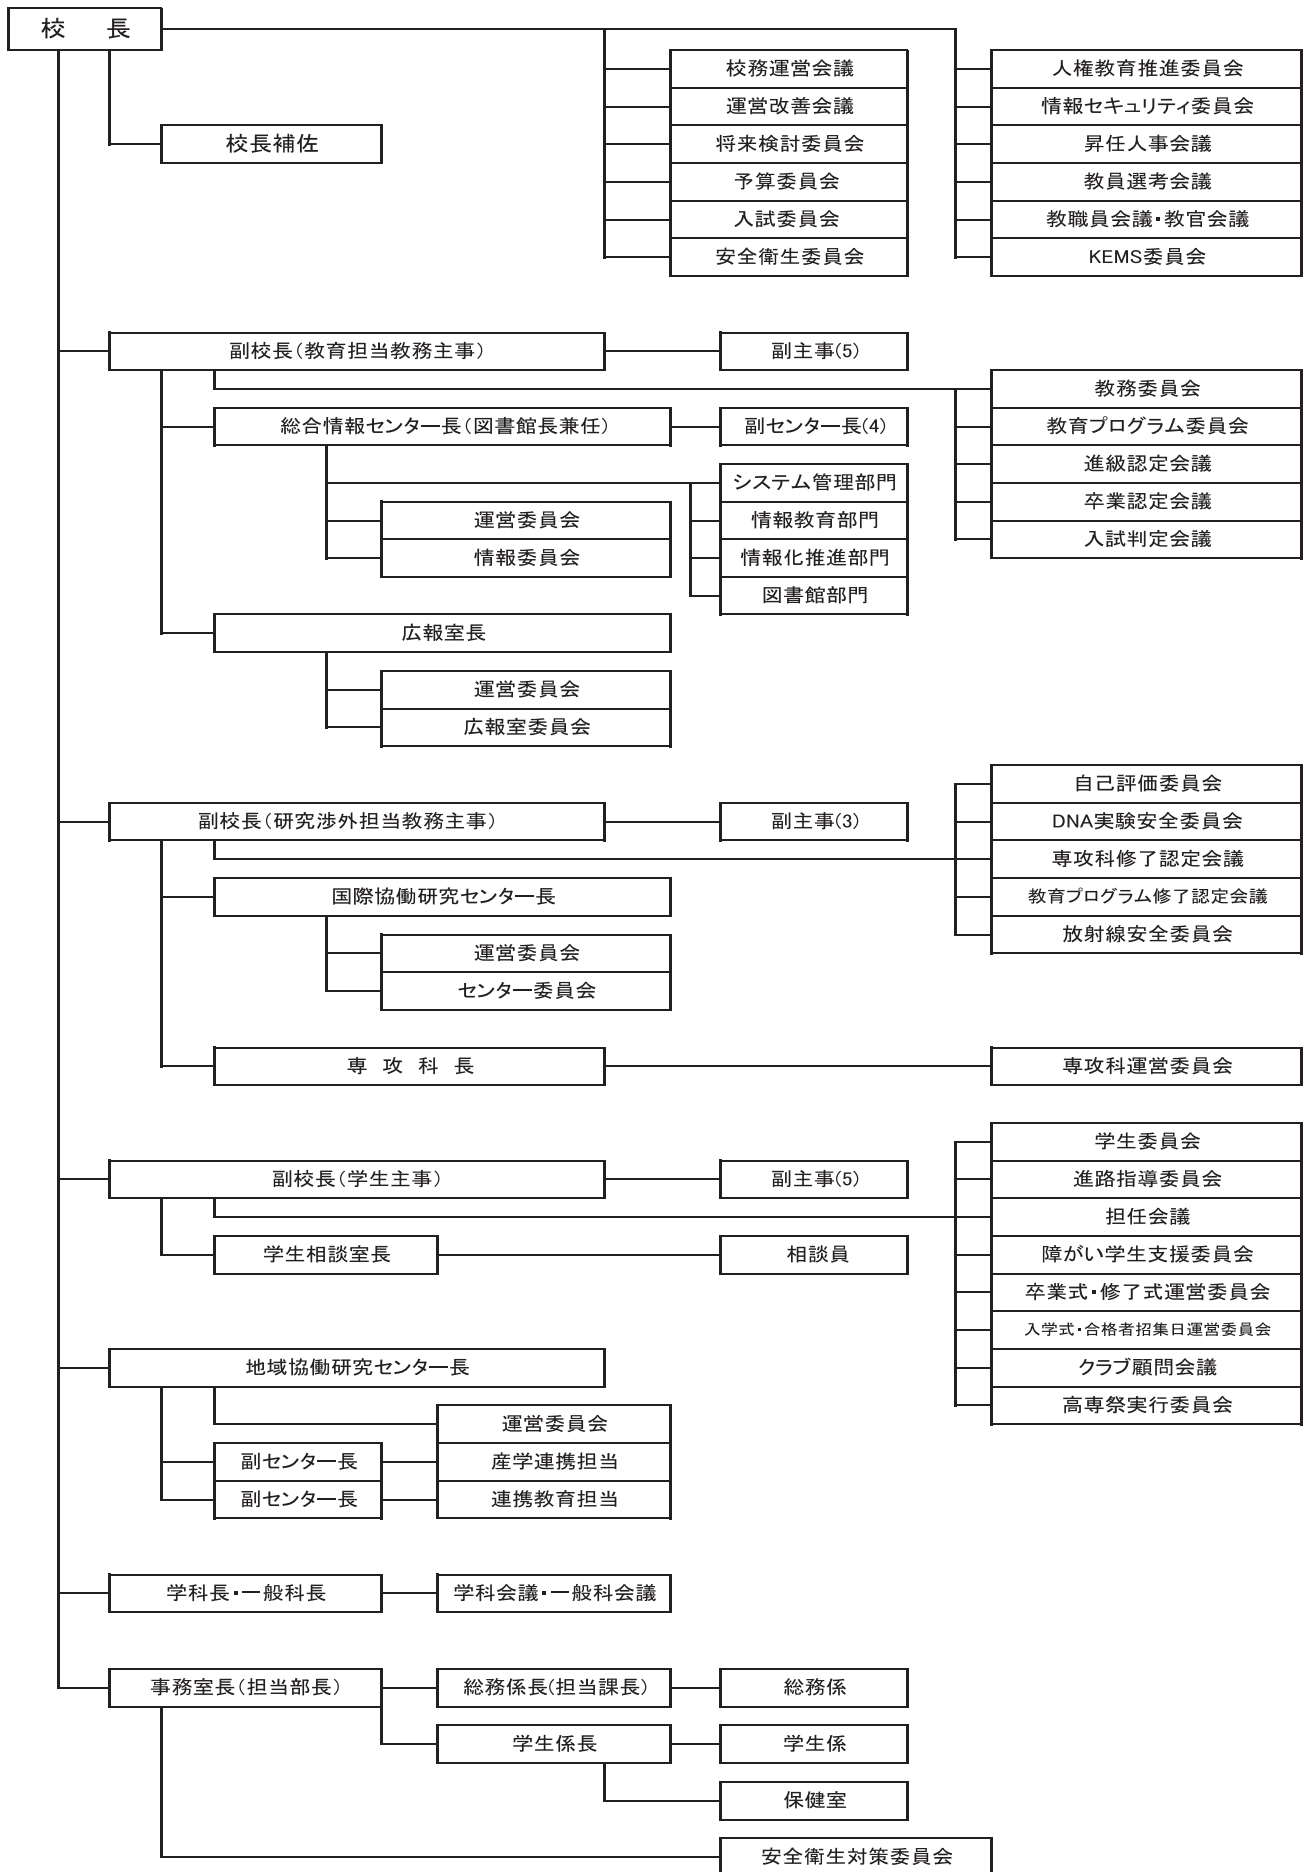 校　長
校務運営会議
運営改善会議
将来検討委員会
予算委員会
入試委員会
安全衛生委員会
人権教育推進委員会
情報セキュリティ委員会
昇任人事会議
教員選考会議
教職員会議・教官会議
KEMS委員会
校長補佐
副校長(教育担当教務主事)
副主事(5)
教務委員会
教育プログラム委員会
進級認定会議
卒業認定会議
入試判定会議
総合情報センター長(図書館長兼任)
副センター長(4)
システム管理部門
情報教育部門
情報化推進部門
図書館部門
運営委員会
情報委員会
広報室長
運営委員会
広報室委員会
副校長(研究渉外担当教務主事)
副主事(3)
自己評価委員会
DNA実験安全委員会
専攻科修了認定会議
教育プログラム修了認定会議
放射線安全委員会
国際協働研究センター長
運営委員会
センター委員会
専攻科長
専攻科運営委員会
副校長(学生主事)
副主事(5)
学生委員会
進路指導委員会
担任会議
障がい学生支援委員会
卒業式・修了式運営委員会
入学式・合格者招集日運営委員会
クラブ顧問会議
高専祭実行委員会
学生相談室長
相談員
地域協働研究センター長
運営委員会
副センター長
産学連携担当
副センター長
連携教育担当
学科長・一般科長
学科会議・一般科会議
事務室長(担当部長)
総務係長(担当課長)
総務係
学生係長
学生係
保健室
安全衛生対策委員会